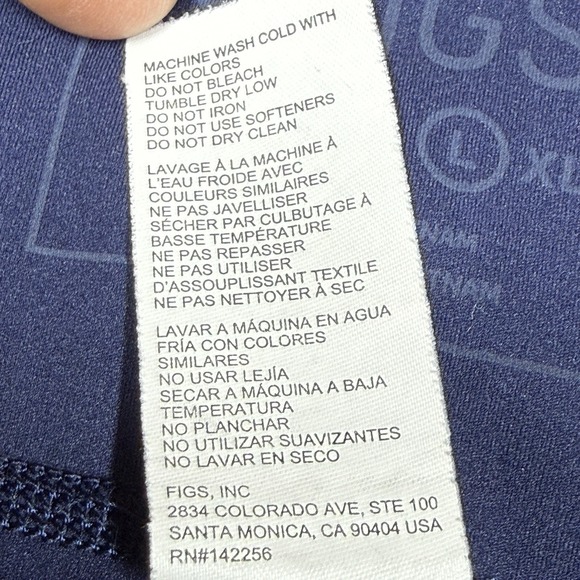 MACHINE WASH COLD WITH
LIKE COLORS
DO NOT BLEACH
TUMBLE DRY LOW
DO NOT IRON
DO NOT USE SOFTENERS
DO NOT DRY CLEAN
LAVAGE À LA MACHINE À
L'EAU FROIDE AVEC
COULEURS SIMILAIRES
NE PAS JAVELLISER
SÉCHER PAR CULBUTAGE À
BASSE TEMPÉRATURE
NE PAS REPASSER
NE PAS UTILISER
D'ASSOUPLISSANT TEXTILE
NE PAS NETTOYER À SEC
LAVAR A MÁQUINA EN AGUA
FRÍA CON COLORES
SIMILARES
NO USAR LEJÍA
SECAR A MÁQUINA A BAJA
TEMPERATURA
NO PLANCHAR
NO UTILIZAR SUAVIZANTES
NO LAVAR EN SECO
FIGS, INC
2834 COLORADO AVE, STE 100
SANTA MONICA, CA 90404 USA
RN#142256
IGS
L XL
NAM
TNAM